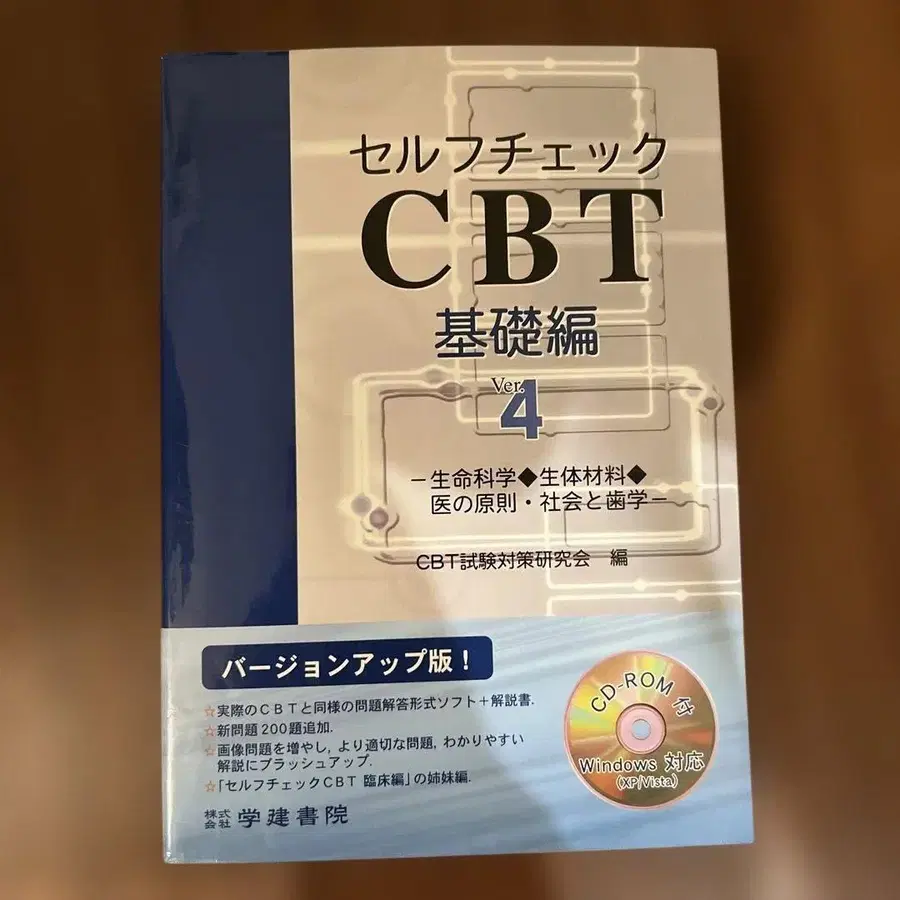 セルフチェック
CBT
基礎編
Ver.
4
－生命科学◆生体材料◆
医の原則・社会と歯学－
CBT試験対策研究会 編
バージョンアップ版！
☆実際のCBTと同様の問題解答形式ソフト＋解説書.
☆新問題200題追加.
☆画像問題を増やし，より適切な問題，わかりやすい
解説にブラッシュアップ.
☆「セルフチェックCBT 臨床編」の姉妹編.
株式会社 学建書院
CD-ROM 付
Windows 対応
(XP/Vista)